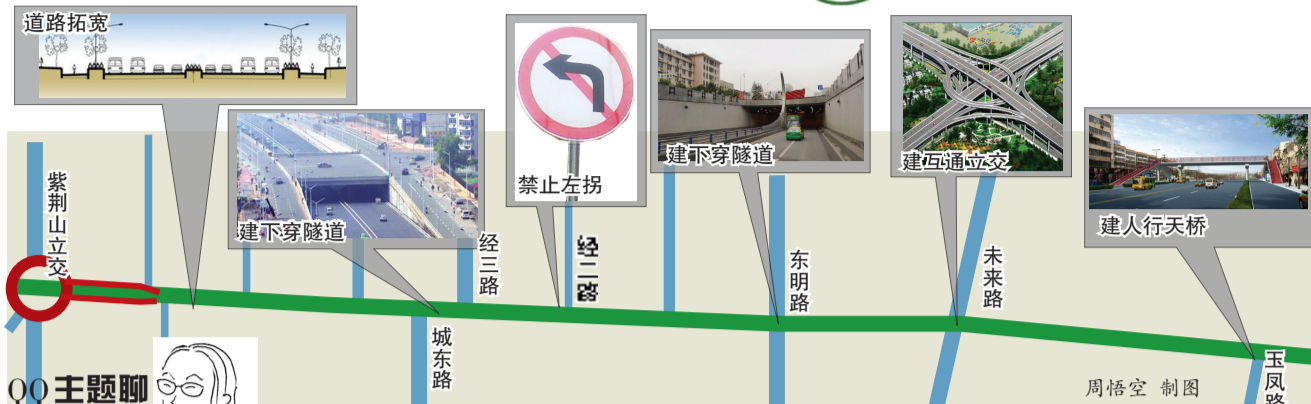 道路拓宽
建下穿隧道
禁止左拐
建下穿隧道
建互通立交
建人行天桥
紫荆山立交
经三路
经二路
东明路
未来路
城东路
玉凤路
QQ主题聊
周悟空 制图